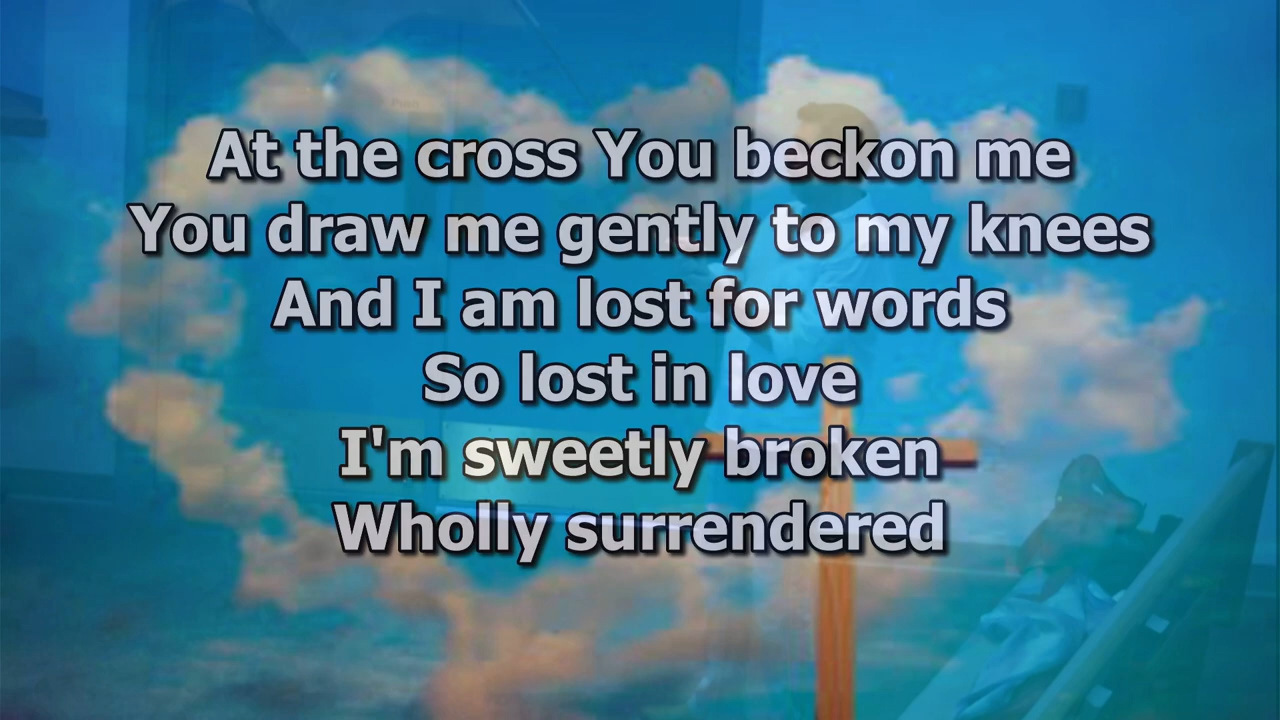 At the cross You beckon me
You draw me gently to my knees
And I am lost for words
So lost in love
I'm sweetly broken
Wholly surrendered